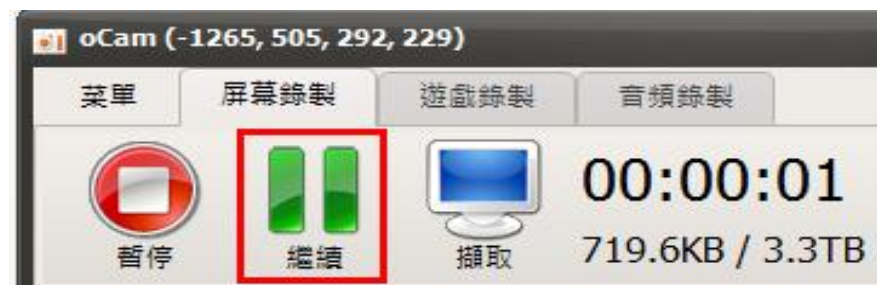 oCam (-1265, 505, 292, 229)
菜單 屏幕錄製 遊戲錄製 音頻錄製
00:00:01
暫停 繼續 擷取 719.6KB / 3.3TB